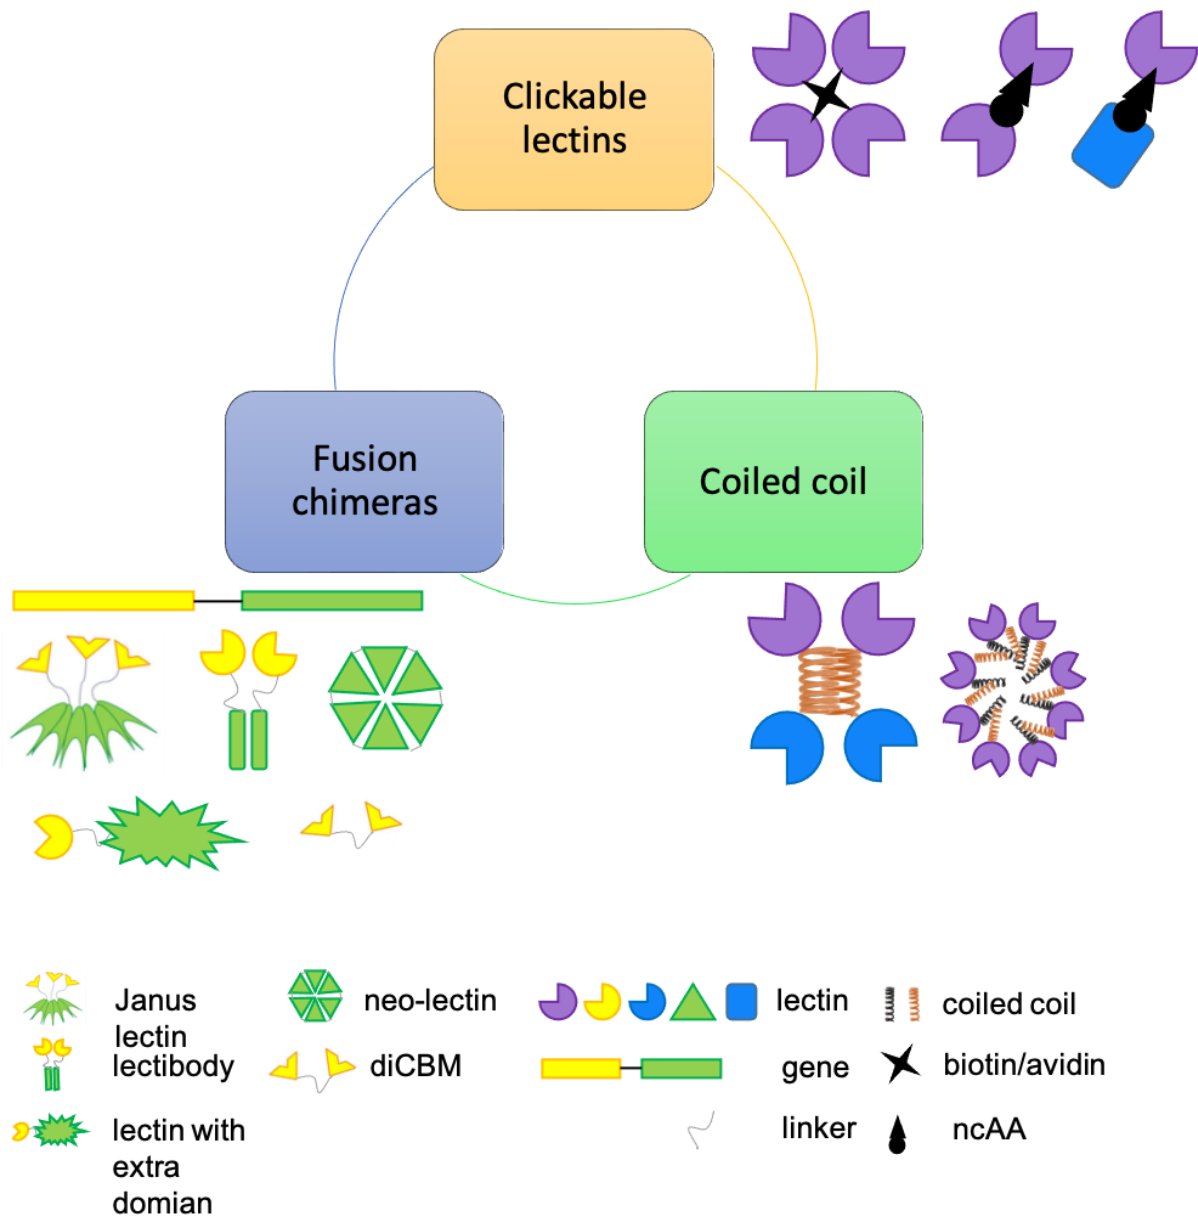 Clickable
lectins
Fusion
chimeras
Coiled coil
Janus
lectin
neo-lectin
lectin
coiled coil
lectibody
diCBM
gene
biotin/avidin
lectin with
extra
domian
linker
ncAA